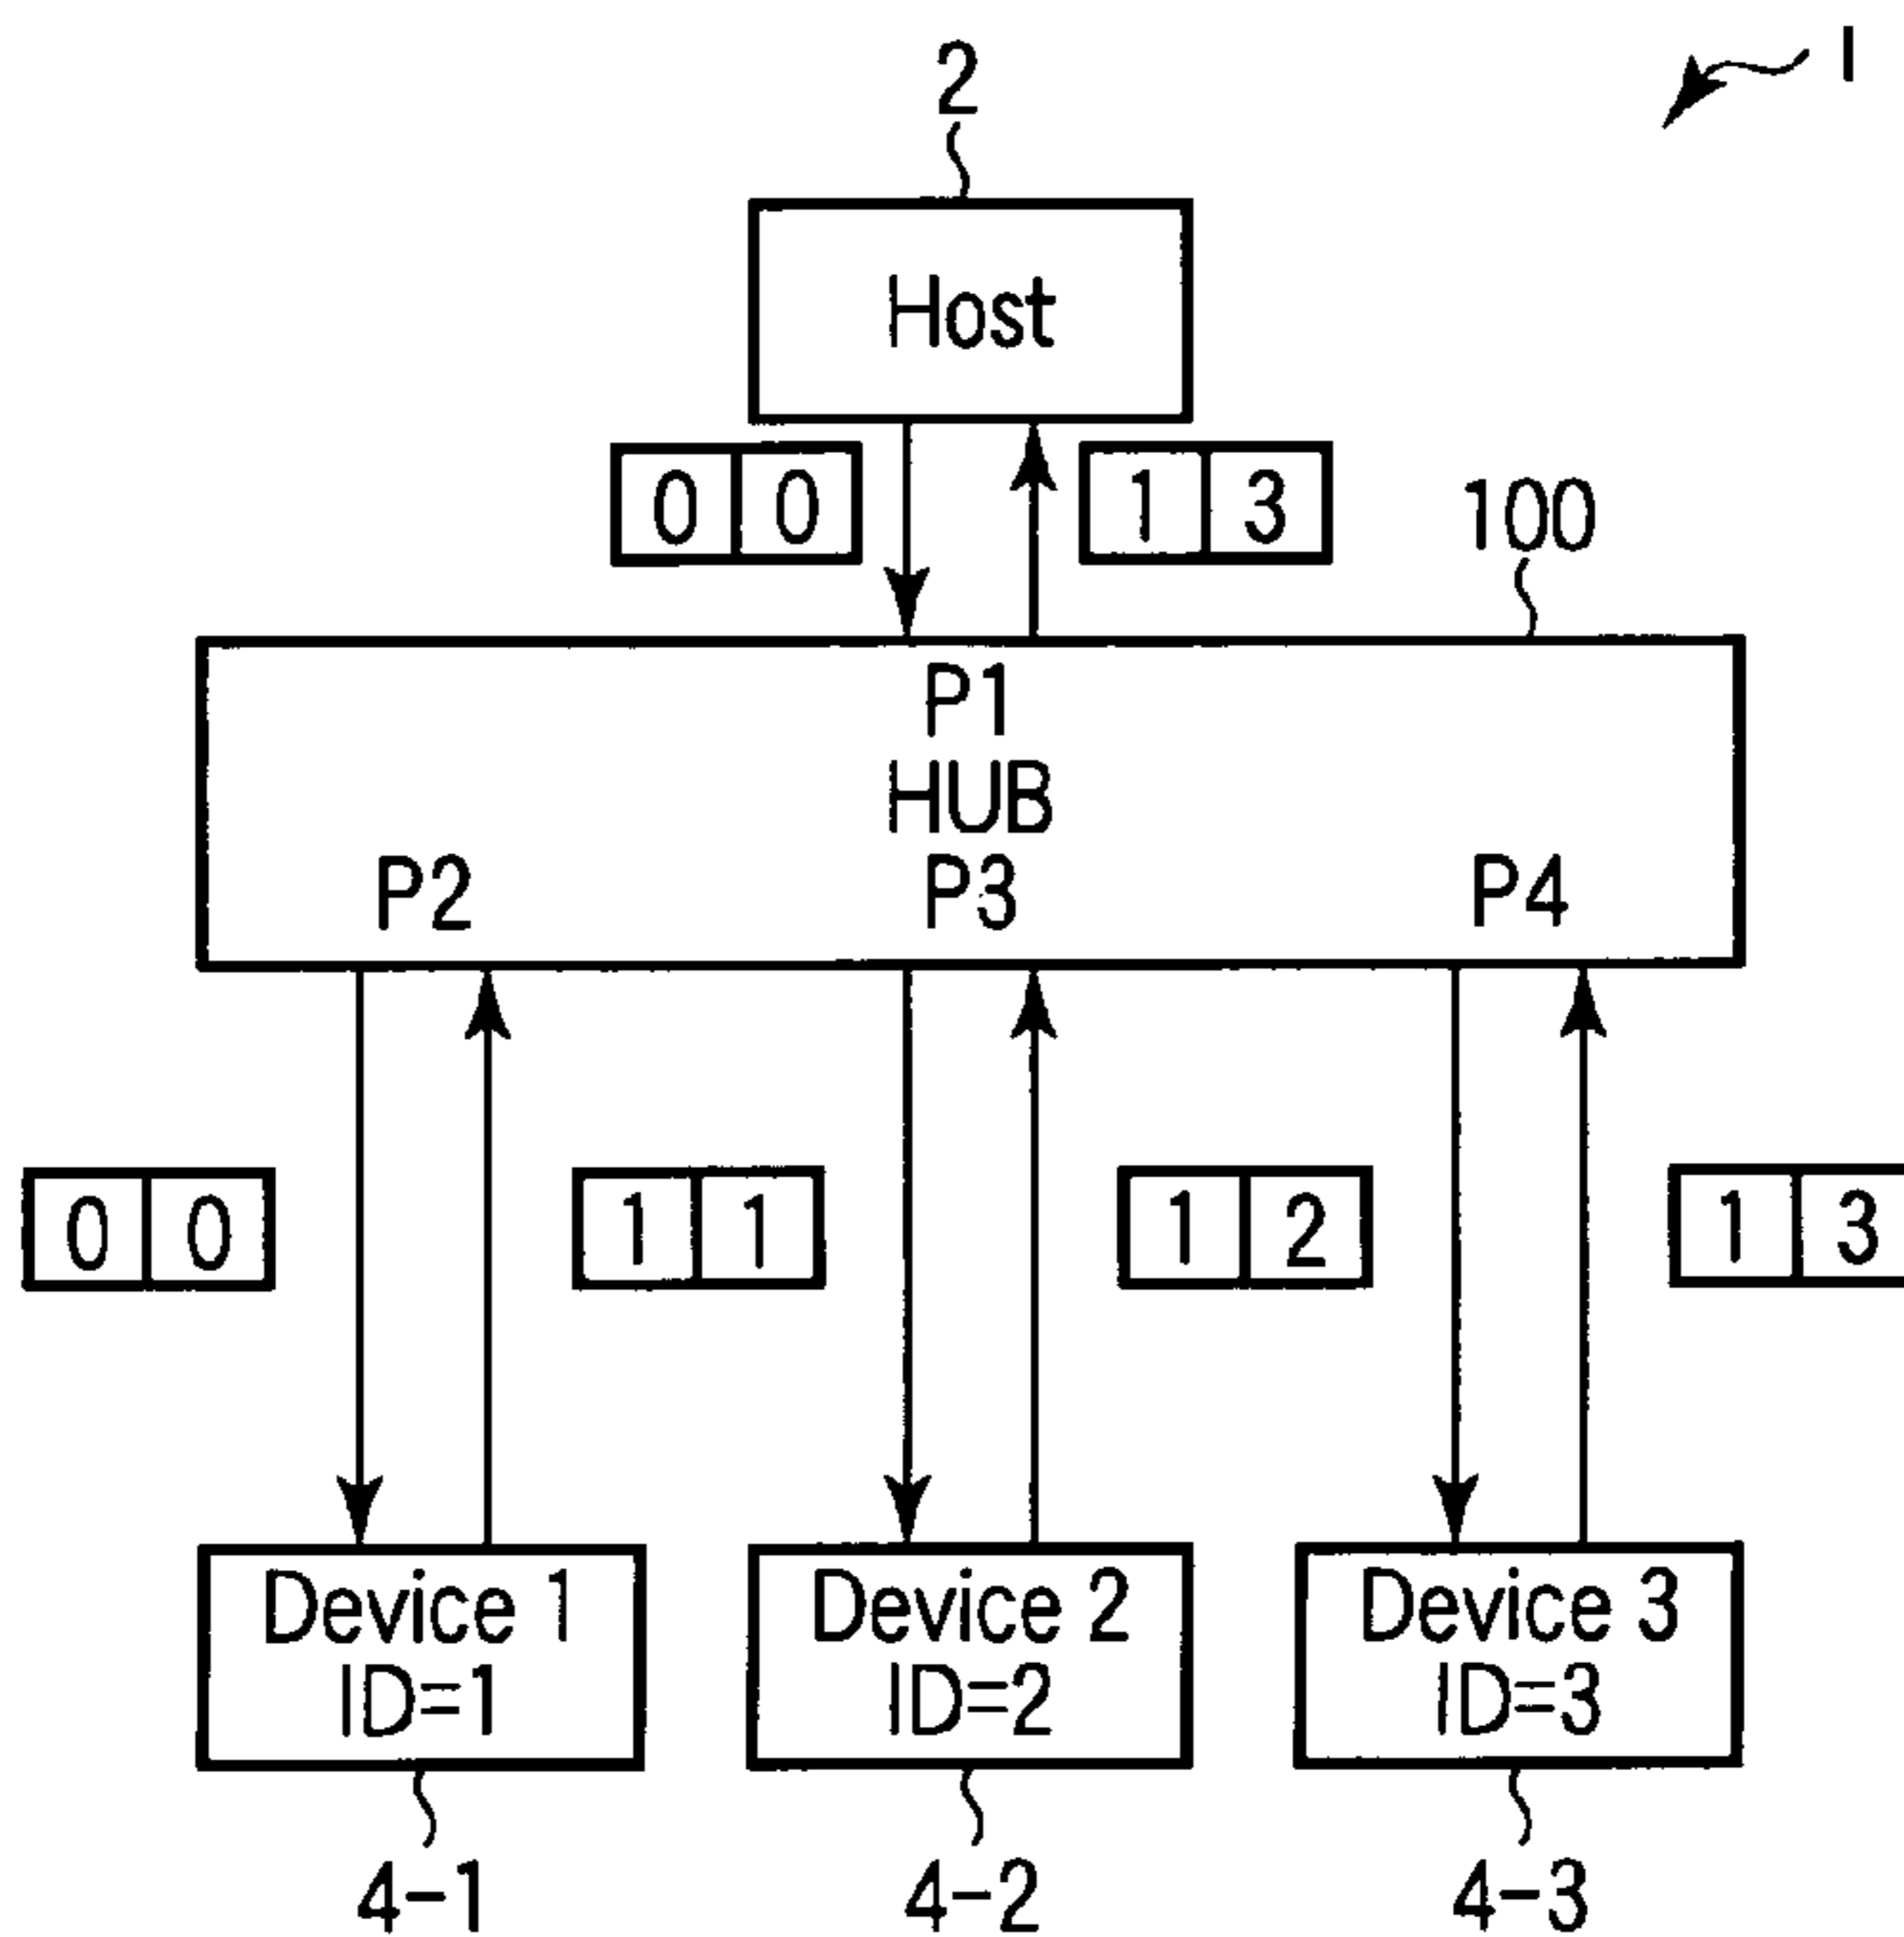 1
2
Host
0 0
1 3
100
P1
HUB
P2 P3 P4
0 0
1 1
1 2
1 3
Device 1
ID=1
Device 2
ID=2
Device 3
ID=3
4-1
4-2
4-3